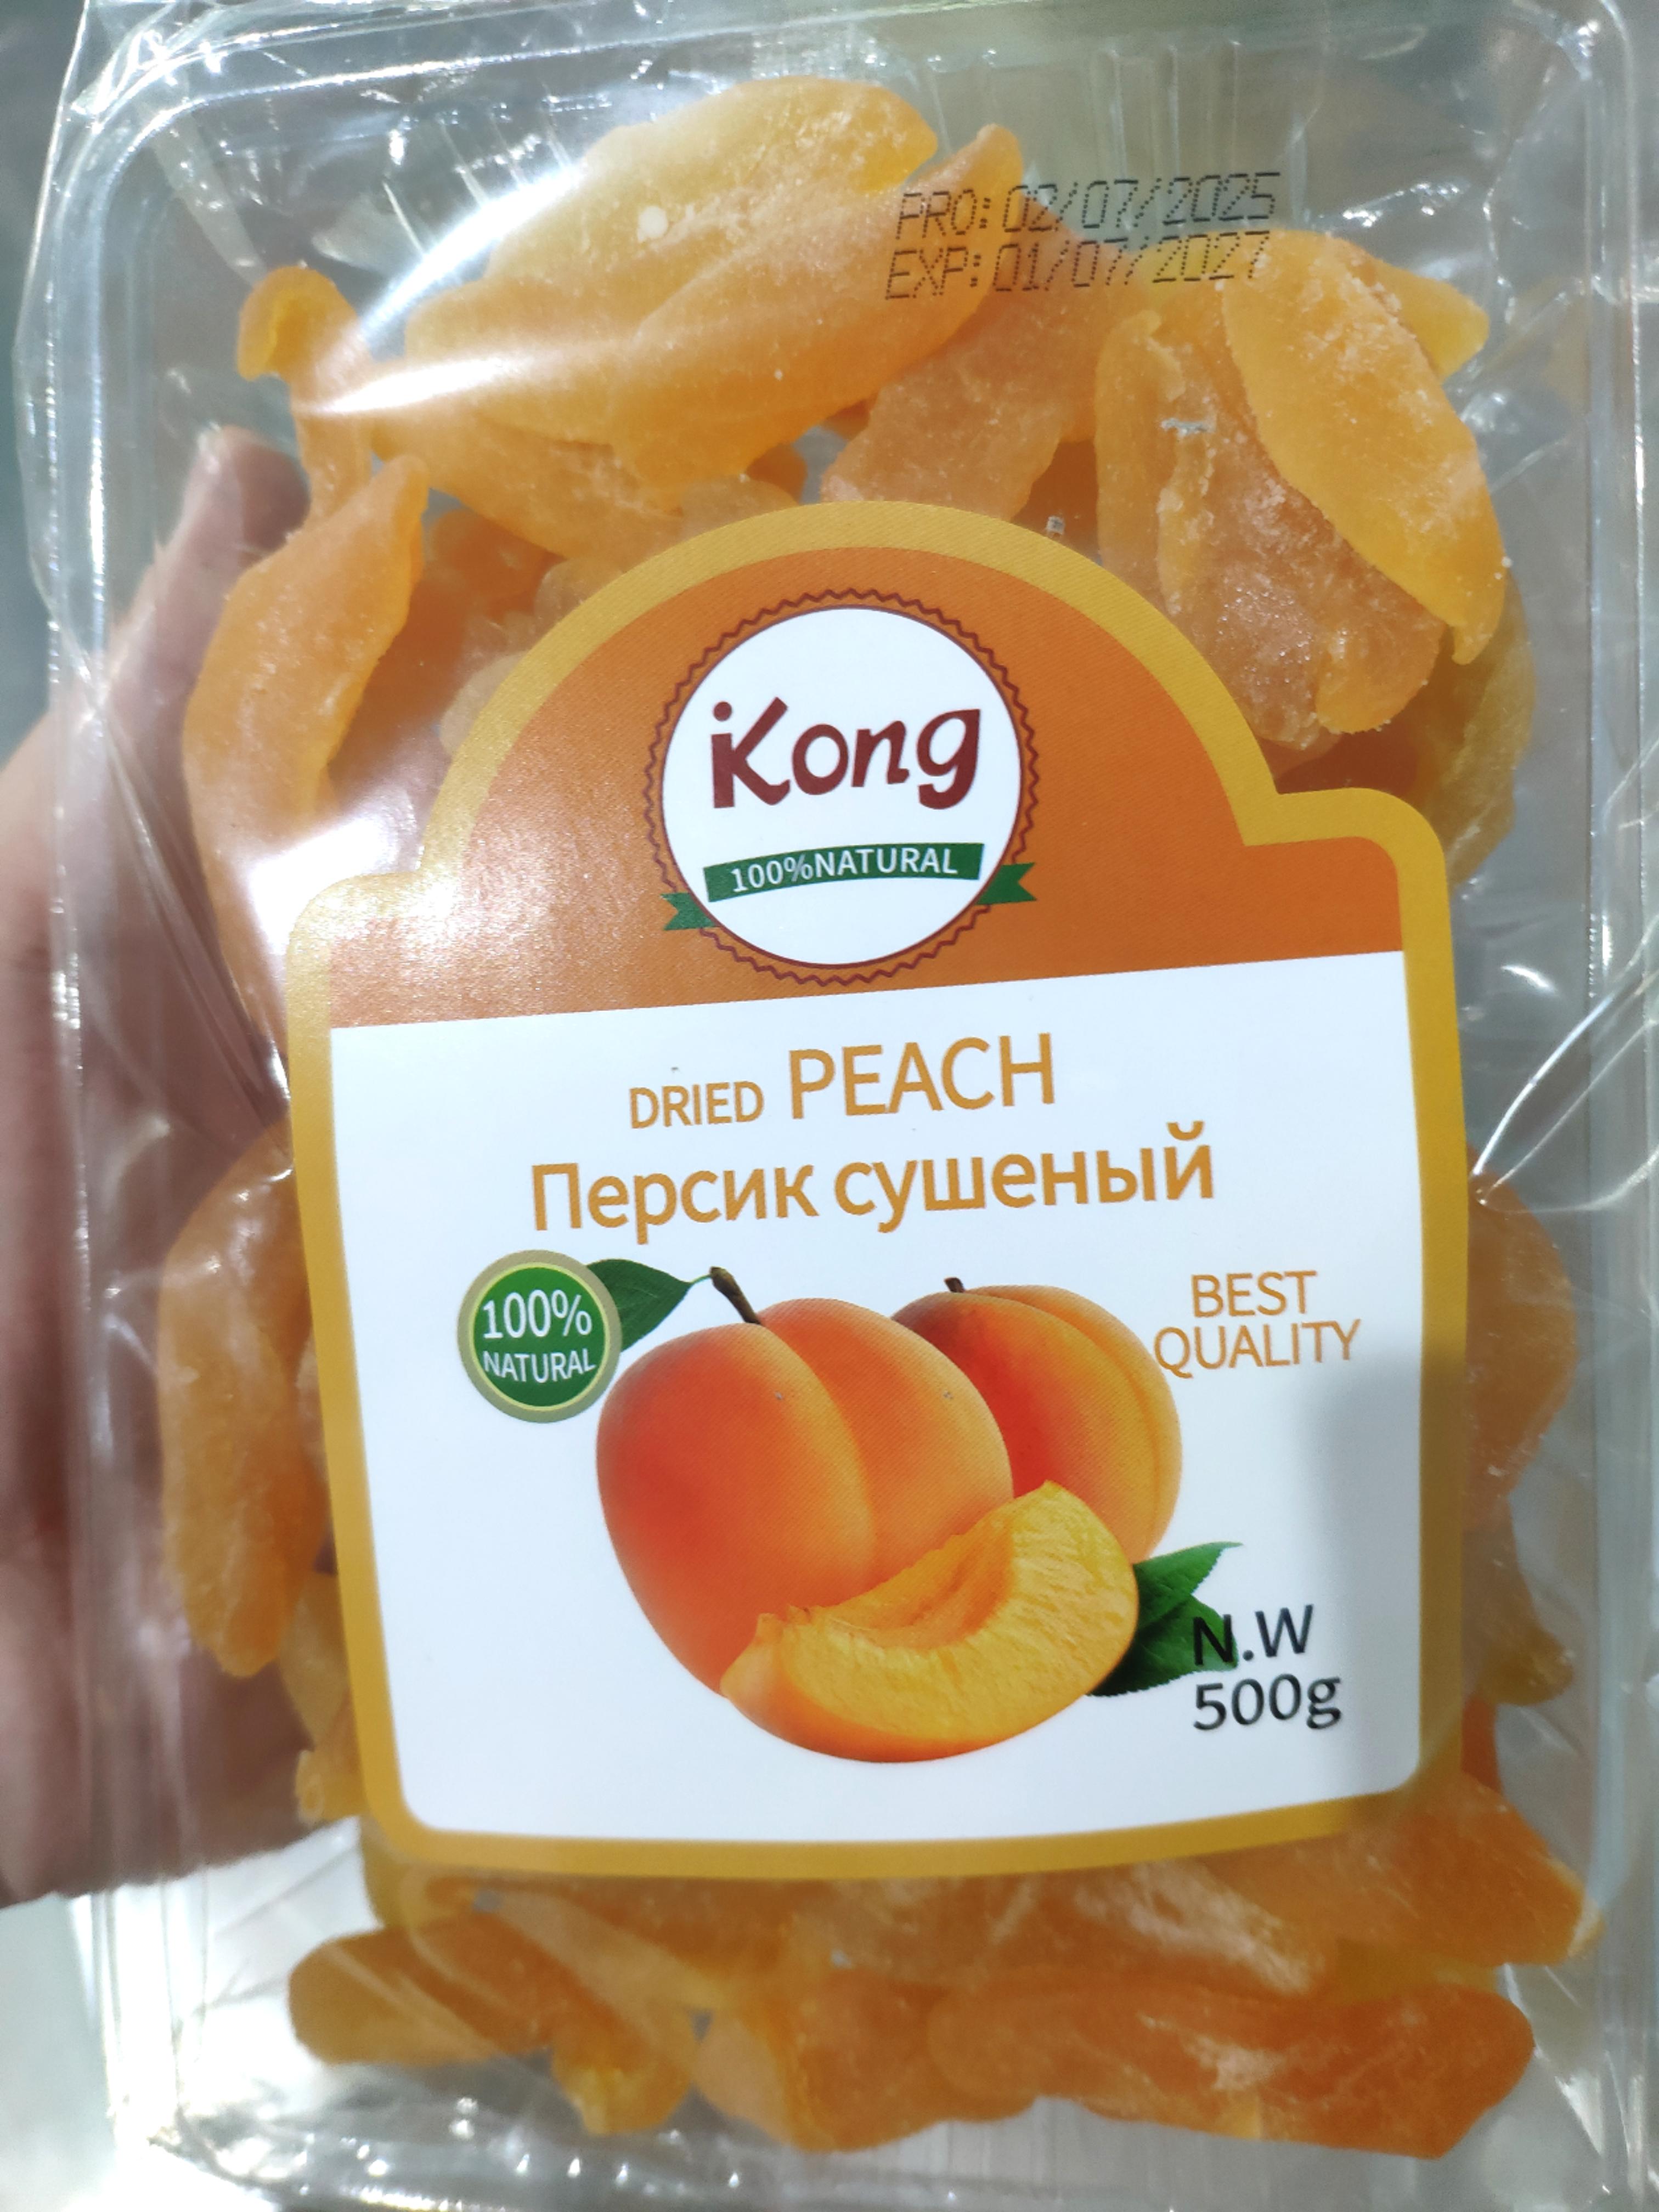 PRO: 02/07/2025
EXP: 01/07/2027
iKong
100%NATURAL
DRIED PEACH
Персик сушеный
100%
NATURAL
BEST
QUALITY
N.W
500g